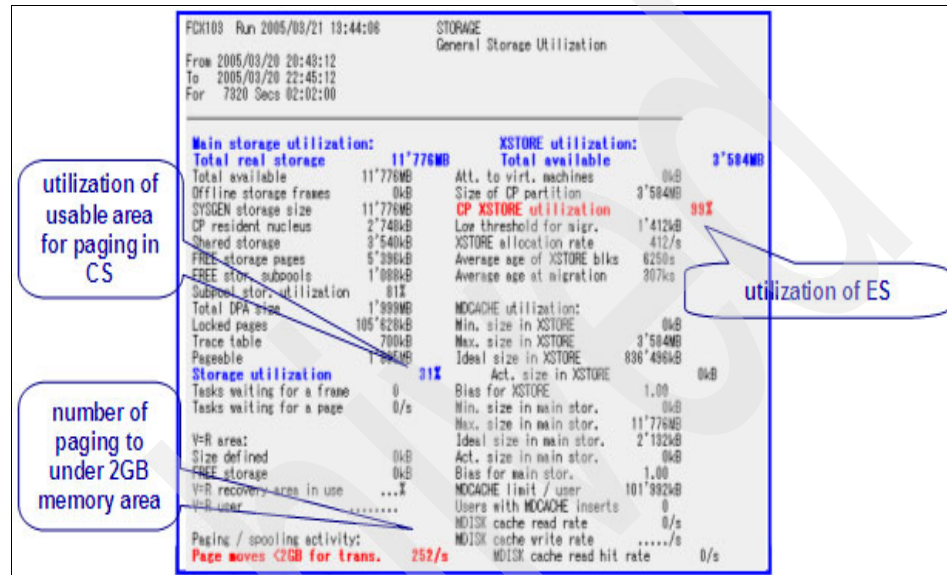 FCX103 Run 2005/03/21 13:44:06 STORAGE
General Storage Utilization
From 2005/03/20 20:43:12
To 2005/03/20 22:45:12
For 7320 Secs 02:02:00
Main storage utilization: XSTORE utilization:
Total real storage 11'776MB Total available 3'584MB
Total available 11'776MB Att. to virt. machines 0kB
Offline storage frames 0kB Size of CP partition 3'584MB
SYSGEN storage size 11'776MB CP XSTORE utilization 99%
CP resident nucleus 2'748kB Low threshold for migr. 1'412kB
Shared storage 3'540kB XSTORE allocation rate 412/s
FREE storage pages 5'396kB Average age of XSTORE blks 6250s
FREE stor. subpools 1'088kB Average age at migration 307ks
Subpool stor. utilization 81%
Total DPA size 1'999MB MDCACHE utilization:
Locked pages 105'628kB Min. size in XSTORE 0kB
Trace table 700kB Max. size in XSTORE 3'584MB
Pageable Ideal size in XSTORE 836'496kB
Storage utilization 31% Act. size in XSTORE 0kB
Tasks waiting for a frame 0 Bias for XSTORE 1.00
Tasks waiting for a page 0/s Min. size in main stor. 0kB
Max. size in main stor. 11'776MB
V=R area: Ideal size in main stor. 2'132kB
Size defined 0kB Act. size in main stor. 0kB
FREE storage 0kB Bias for main stor. 1.00
V=R recovery area in use ...% MDCACHE limit / user 101'992kB
V=R user ........ Users with MDCACHE inserts 0
MDISK cache read rate 0/s
Paging / spooling activity: MDISK cache write rate ...../s
Page moves <2GB for trans. 252/s MDISK cache read hit rate 0/s
utilization of
usable area
for paging in
CS
utilization of ES
number of
paging to
under 2GB
memory area